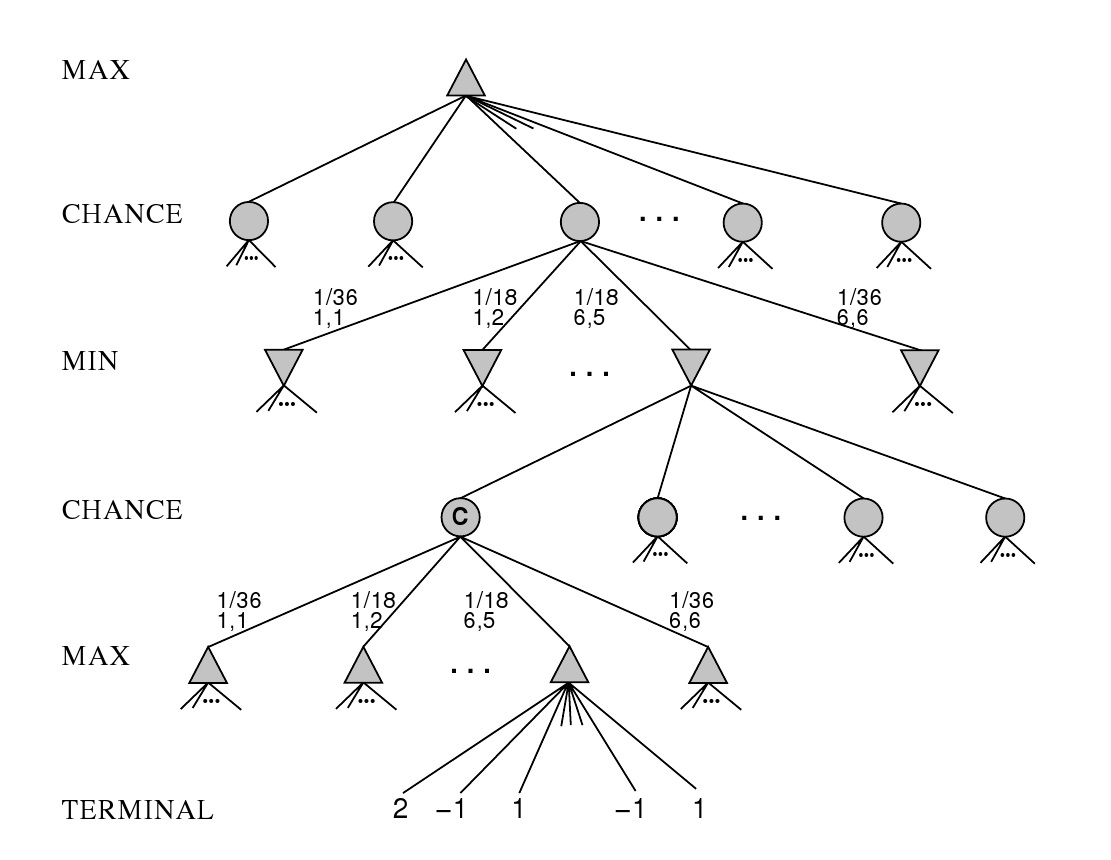 MAX
CHANCE
. . .
... ... ... ... 
1/36 1/18 1/18 1/36
1,1 1,2 6,5 6,6
MIN
. . .
... ... ...
CHANCE
C
. . .
... ... ...
1/36 1/18 1/18 1/36
1,1 1,2 6,5 6,6
MAX
. . .
... ... ...
TERMINAL
2 −1 1 −1 1